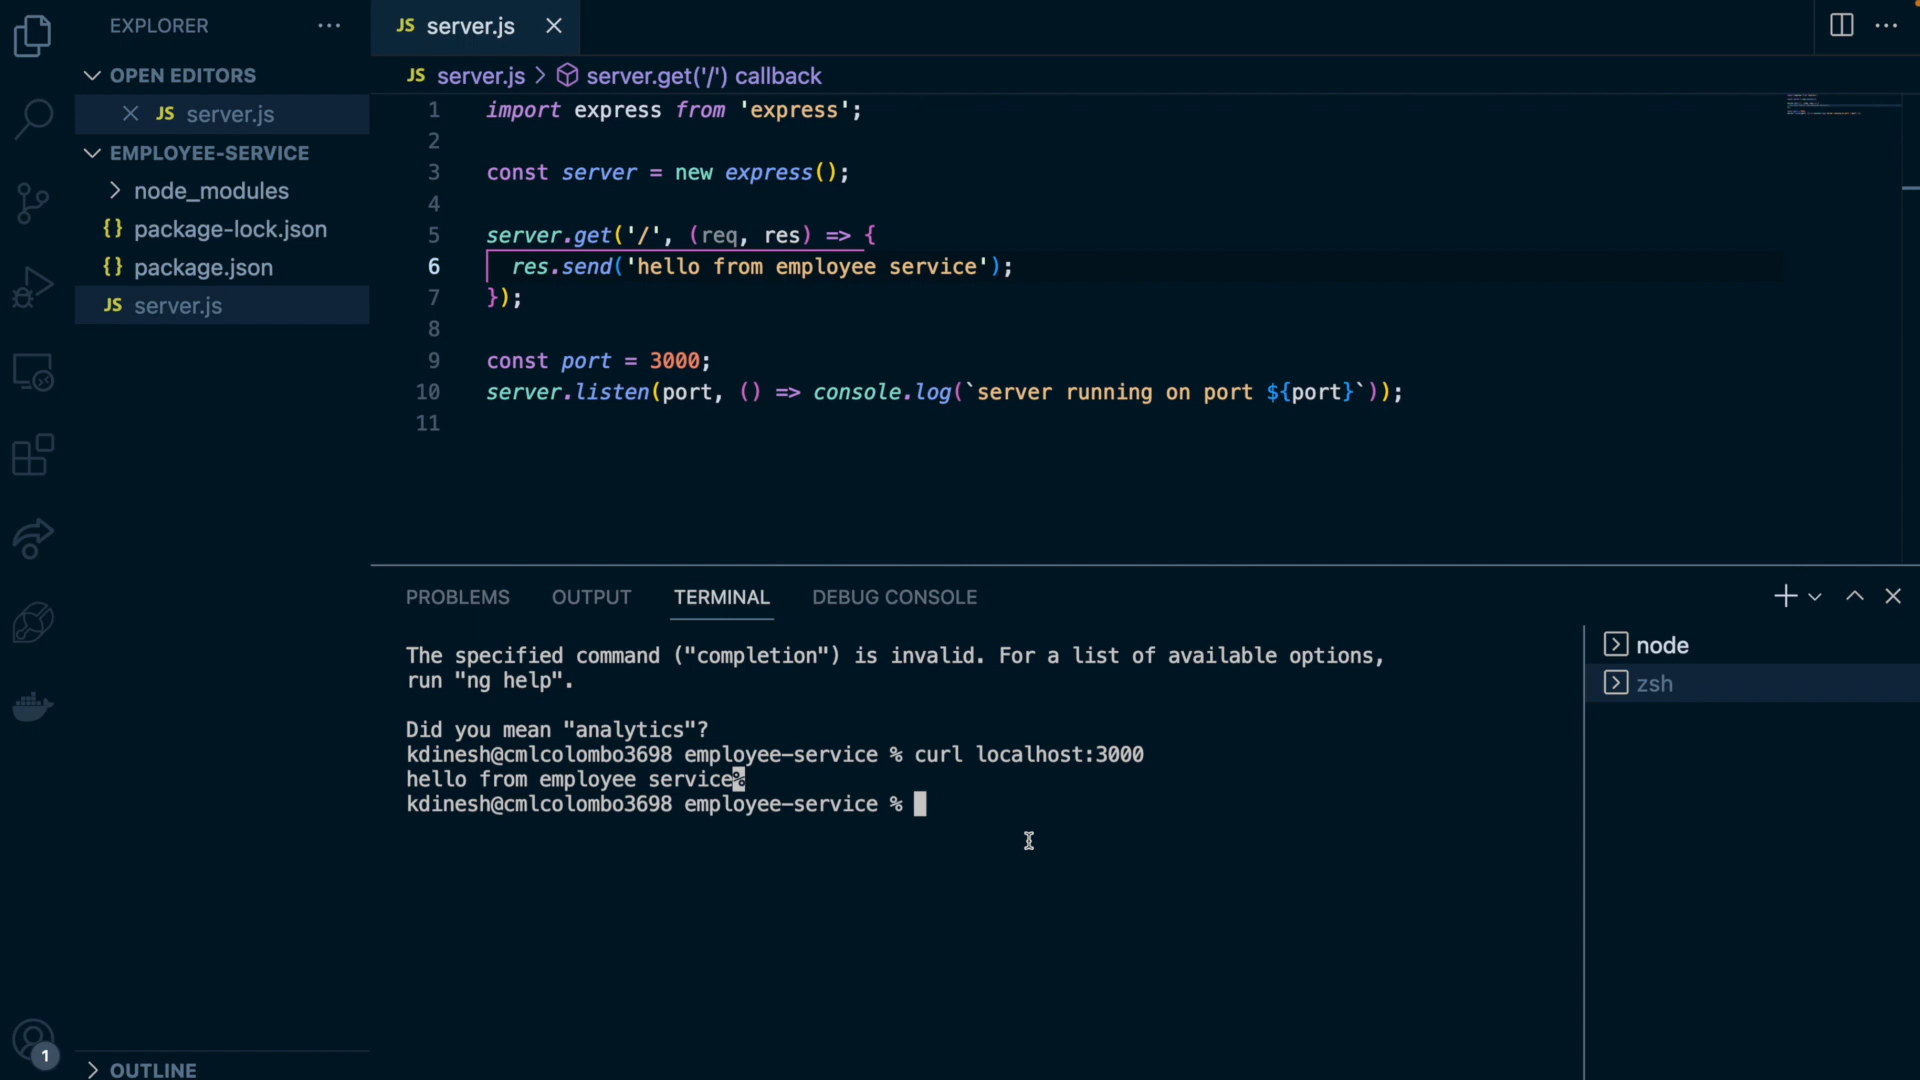 EXPLORER
OPEN EDITORS
JS server.js
EMPLOYEE-SERVICE
node_modules
{} package-lock.json
{} package.json
JS server.js
OUTLINE
1
JS server.js
JS server.js > server.get('/') callback
1 import express from 'express';
2
3 const server = new express();
4
5 server.get('/', (req, res) => {
6 res.send('hello from employee service');
7 });
8
9 const port = 3000;
10 server.listen(port, () => console.log(`server running on port ${port}`));
11
PROBLEMS OUTPUT TERMINAL DEBUG CONSOLE
The specified command ("completion") is invalid. For a list of available options,
run "ng help".
Did you mean "analytics"?
kdinesh@cmlcolombo3698 employee-service % curl localhost:3000
hello from employee service%
kdinesh@cmlcolombo3698 employee-service %
node
zsh